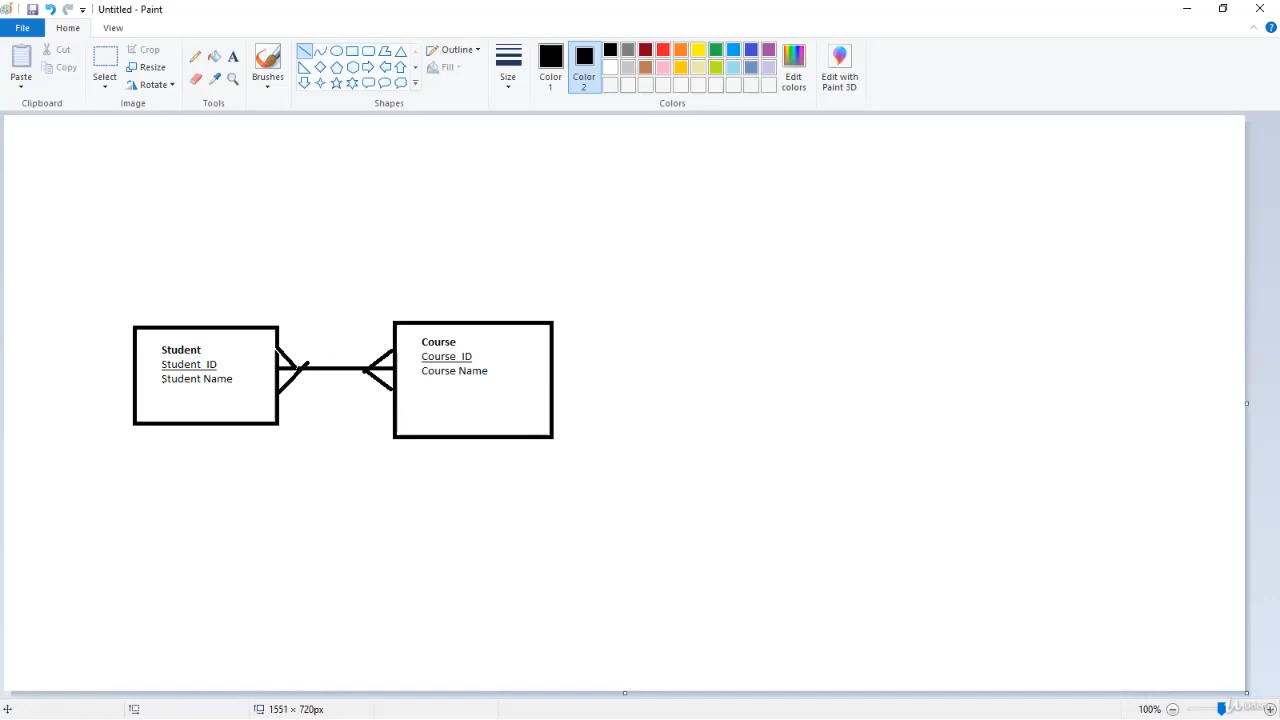 Untitled - Paint
File
Home
View
Paste
Cut
Copy
Clipboard
Select
Crop
Resize
Rotate
Image
Tools
Brushes
Shapes
Outline
Fill
Size
Color
1
Color
2
Colors
Edit
colors
Edit with
Paint 3D
Student
Student_ID
Student Name
Course
Course_ID
Course Name
1551 × 720px
100%